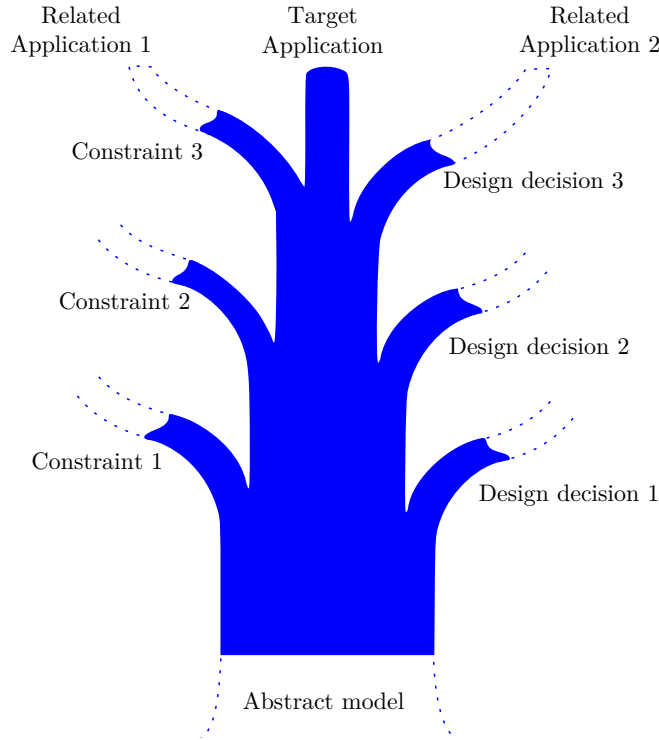 Related
Application 1
Target
Application
Related
Application 2
Constraint 3
Design decision 3
Constraint 2
Design decision 2
Constraint 1
Design decision 1
Abstract model